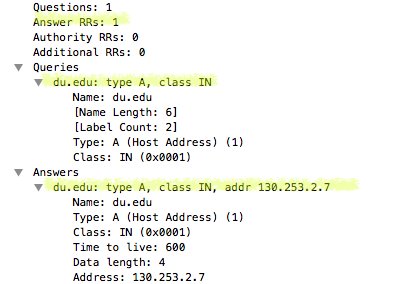 Questions: 1
Answer RRs: 1
Authority RRs: 0
Additional RRs: 0
Queries
du.edu: type A, class IN
Name: du.edu
[Name Length: 6]
[Label Count: 2]
Type: A (Host Address) (1)
Class: IN (0x0001)
Answers
du.edu: type A, class IN, addr 130.253.2.7
Name: du.edu
Type: A (Host Address) (1)
Class: IN (0x0001)
Time to live: 600
Data length: 4
Address: 130.253.2.7